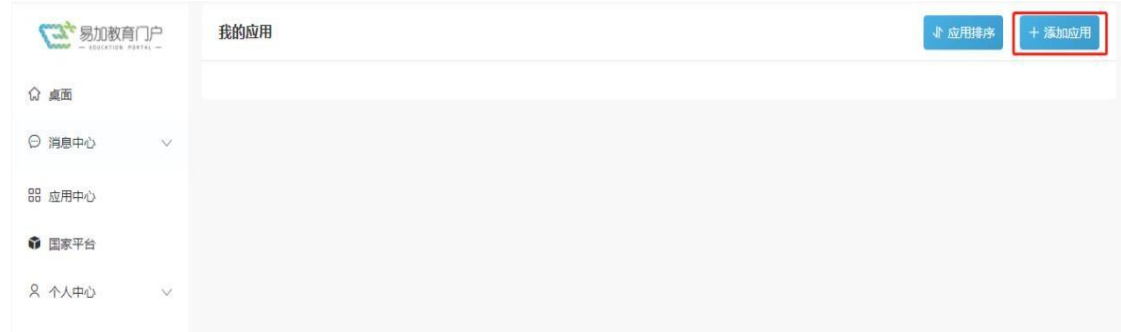 易加教育门户
— EDUCATION PORTAL —
我的应用
应用排序
+ 添加应用
桌面
消息中心
应用中心
国家平台
个人中心